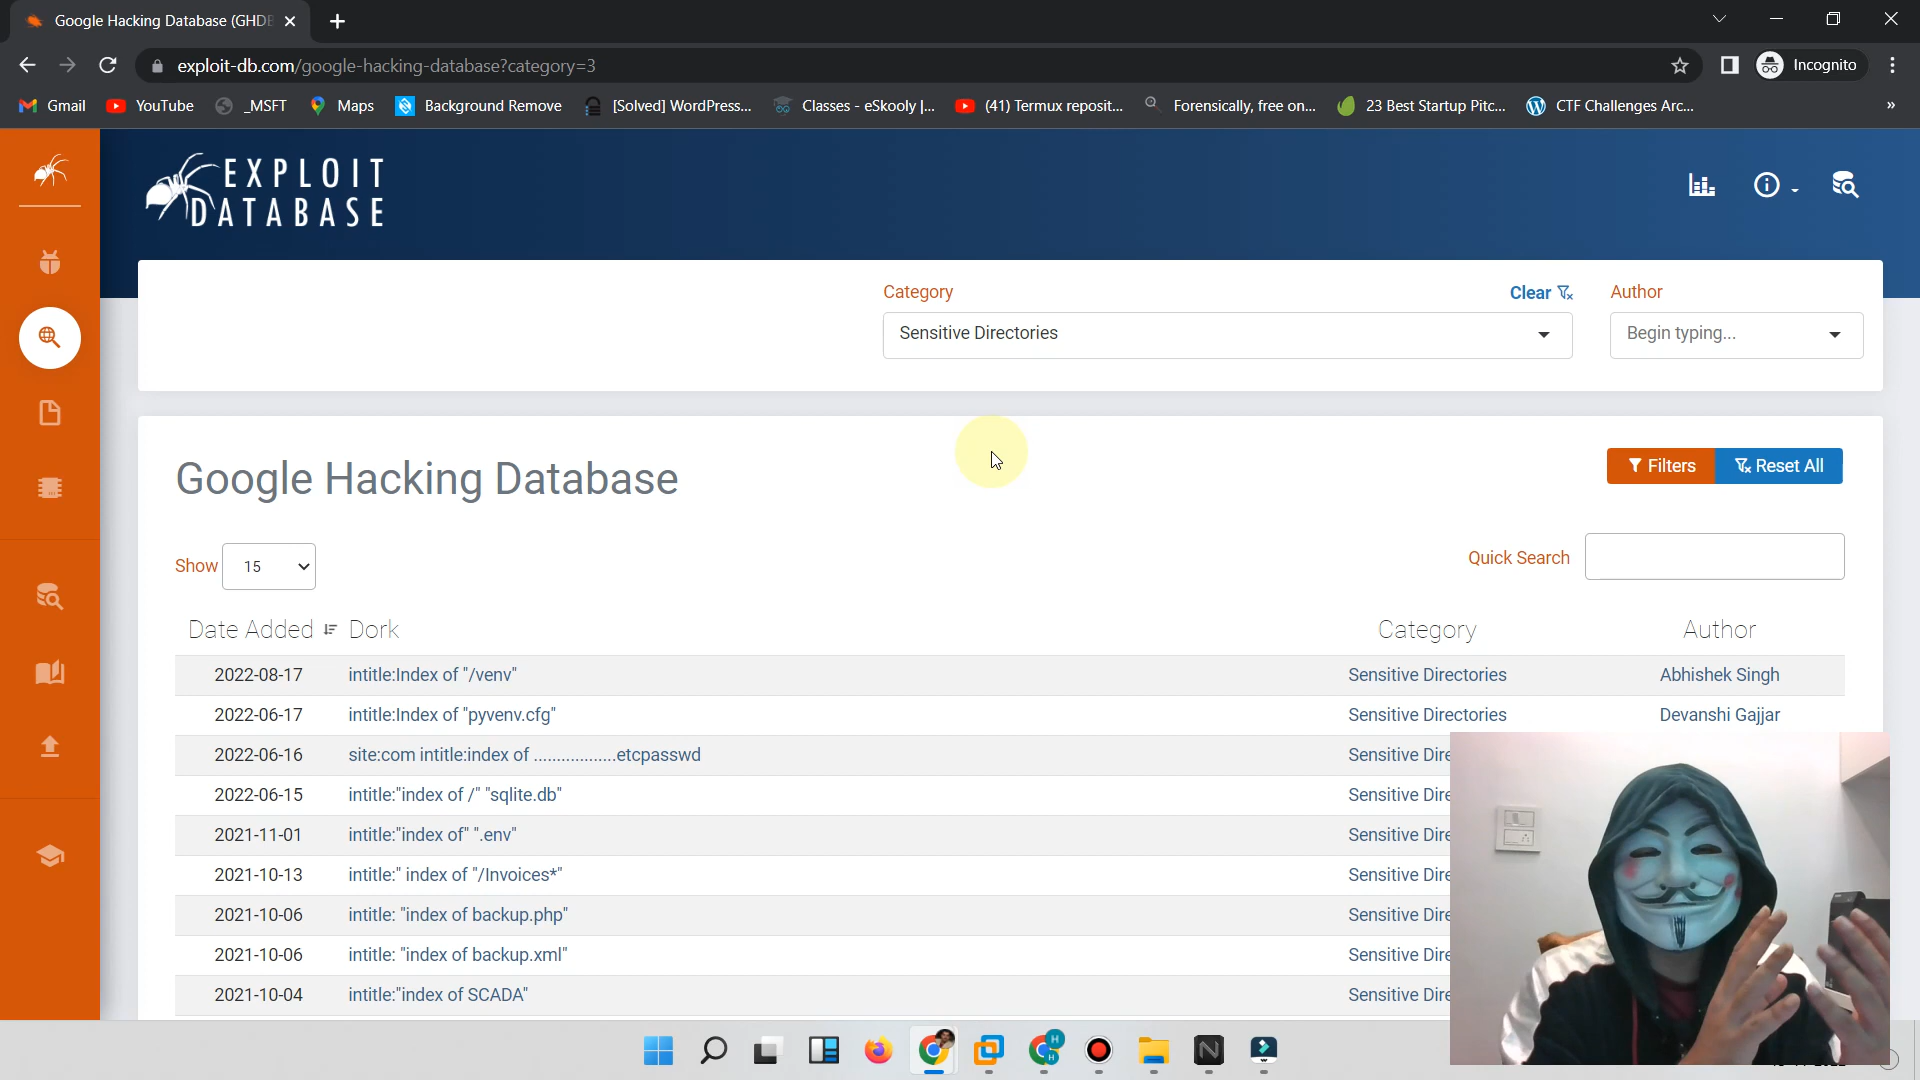 Google Hacking Database (GHDB
exploit-db.com/google-hacking-database?category=3
Incognito
Gmail
YouTube
_MSFT
Maps
Background Remove
[Solved] WordPress...
Classes - eSkooly |...
(41) Termux reposit...
Forensically, free on...
23 Best Startup Pitc...
CTF Challenges Arc...
»
EXPLOIT
DATABASE
Category
Clear
Author
Sensitive Directories
Begin typing...
Google Hacking Database
Filters
Reset All
Show 15
Quick Search
Date Added Dork Category Author
2022-08-17 intitle:Index of "/venv" Sensitive Directories Abhishek Singh
2022-06-17 intitle:Index of "pyvenv.cfg" Sensitive Directories Devanshi Gajjar
2022-06-16 site:com intitle:index of ..................etcpasswd Sensitive Dire
2022-06-15 intitle:"index of /" "sqlite.db" Sensitive Dire
2021-11-01 intitle:"index of" ".env" Sensitive Dire
2021-10-13 intitle:" index of "/Invoices*" Sensitive Dire
2021-10-06 intitle: "index of backup.php" Sensitive Dire
2021-10-06 intitle: "index of backup.xml" Sensitive Dire
2021-10-04 intitle:"index of SCADA" Sensitive Dire